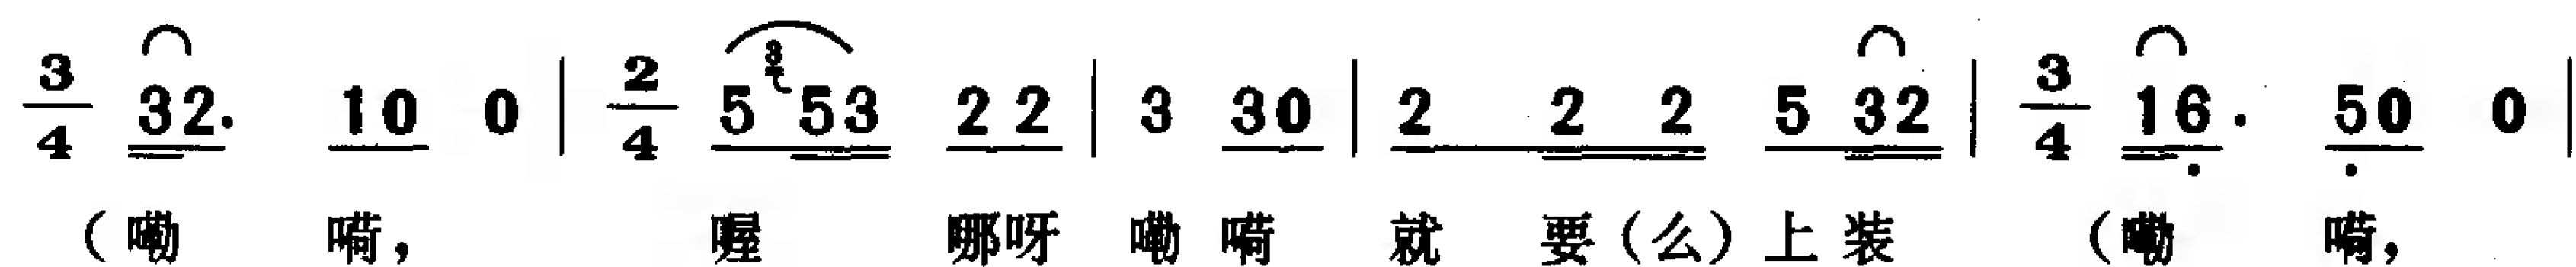 3/4 32. 10 0 | 2/4 5 3 53 22 | 3 30 | 2 2 2 5 32 | 3/4 16. 50 0 |
（嘞 嗬， 喔 哪呀 嘞 嗬 就 要（么）上 装 （嘞 嗬，